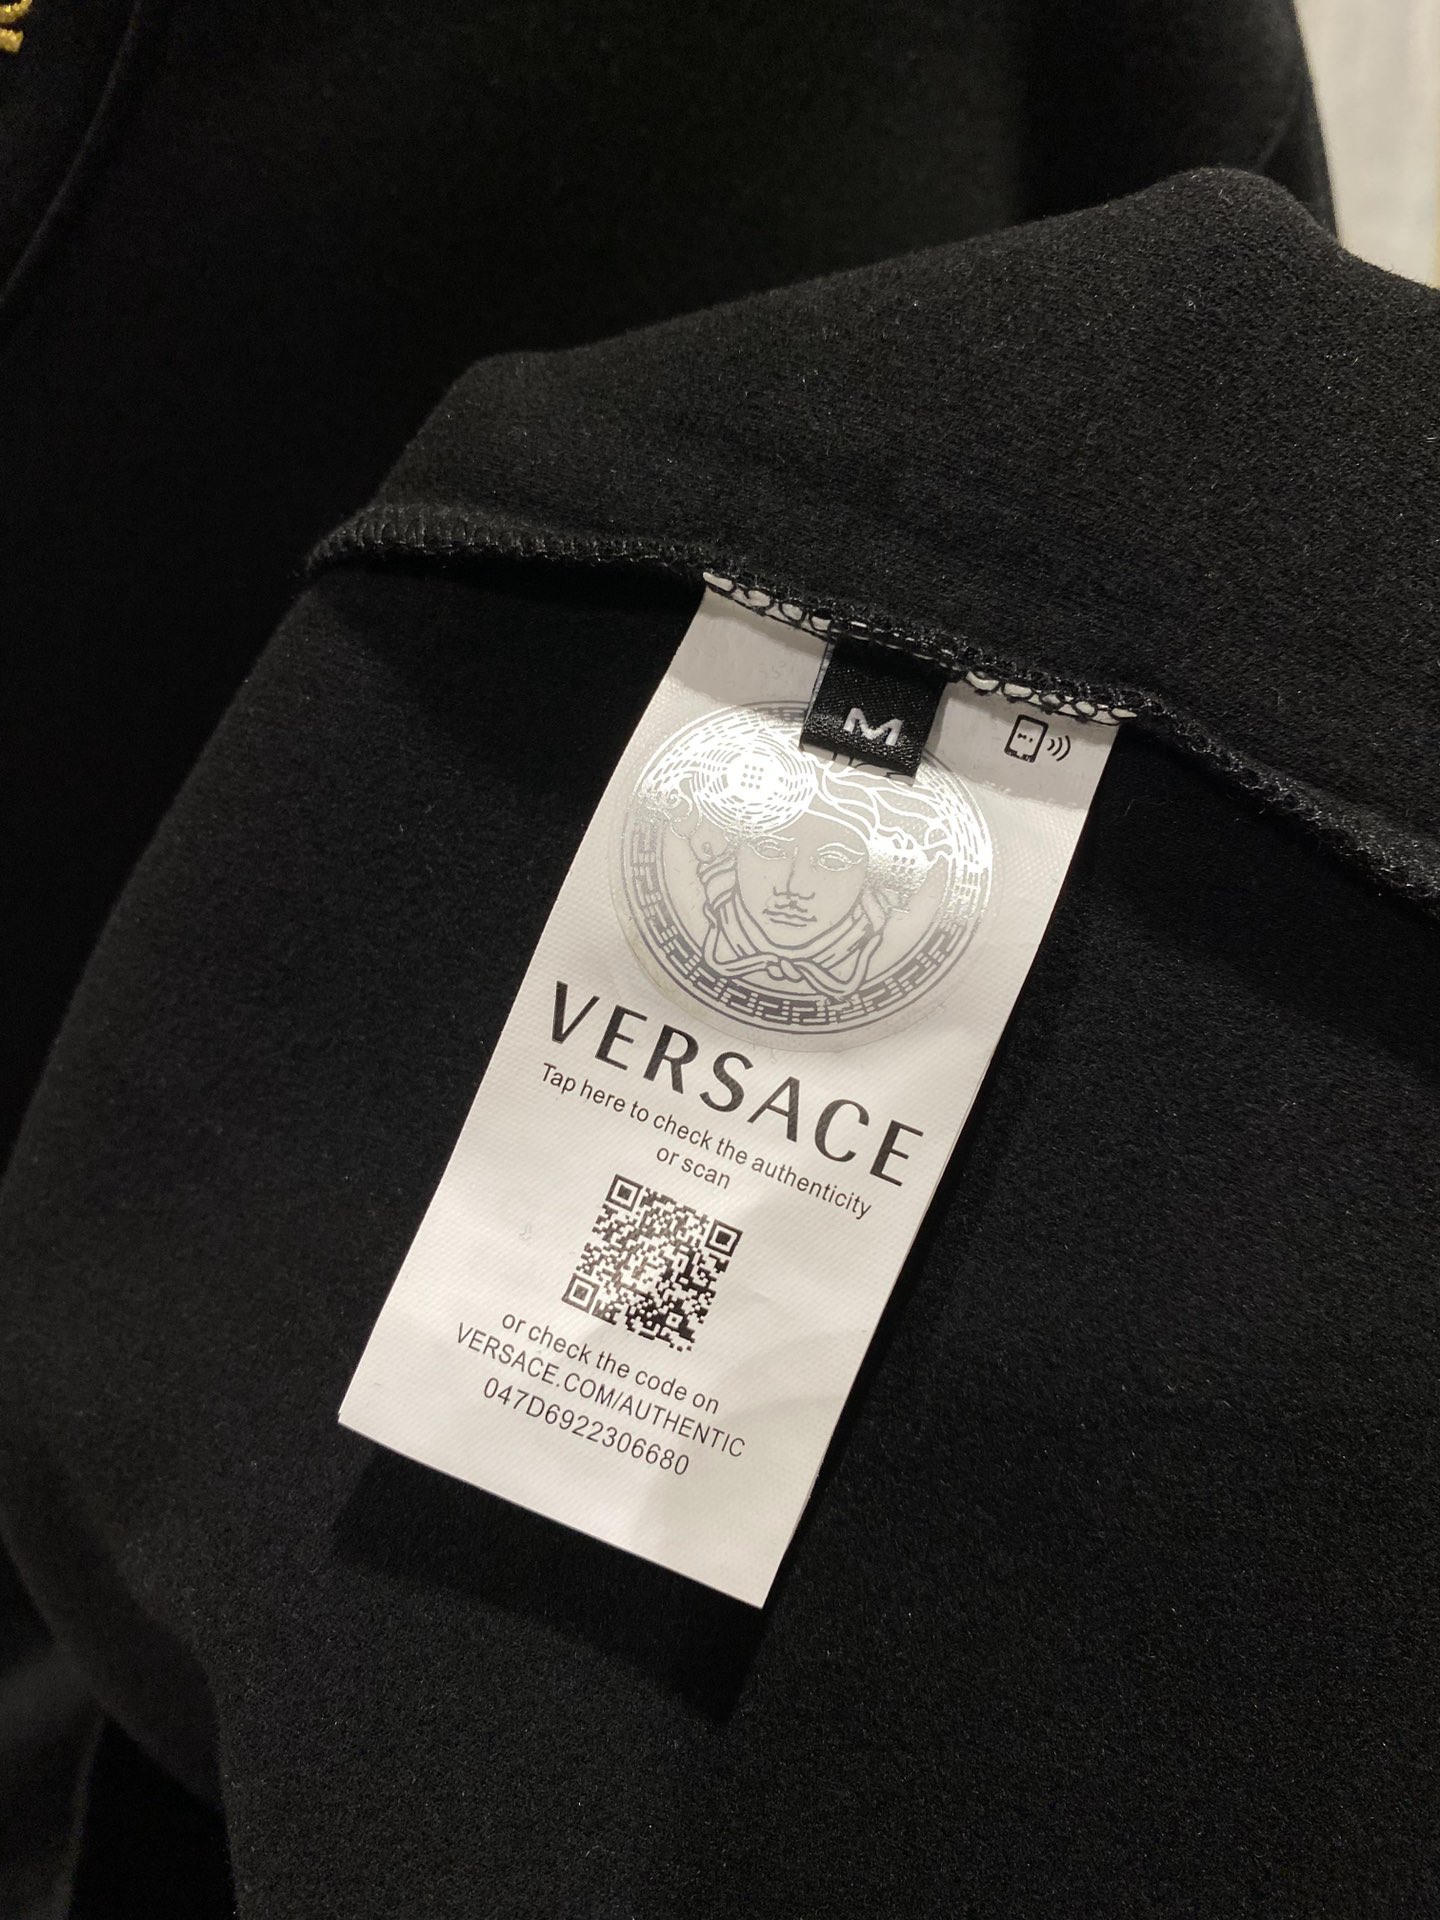 M
VERSACE
Tap here to check the authenticity
or scan
or check the code on
VERSACE.COM/AUTHENTIC
047D6922306680